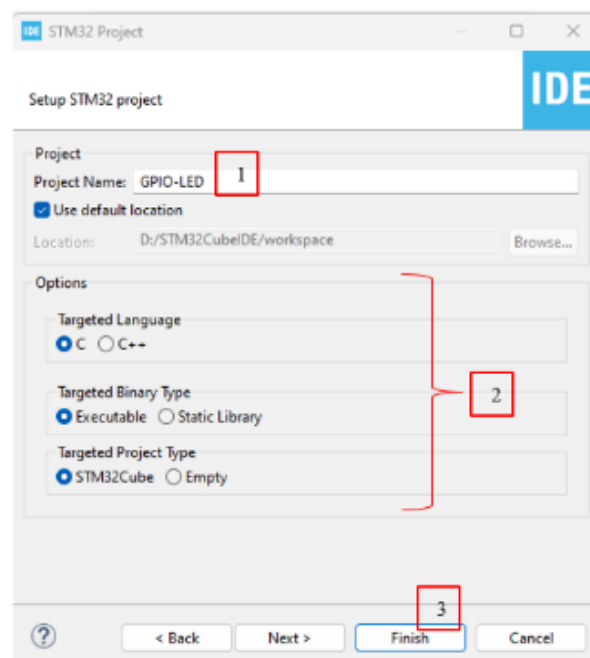 IDE STM32 Project
IDE
Setup STM32 project
Project
Project Name: GPIO-LED 1
Use default location
Location: D:/STM32CubeIDE/workspace Browse...
Options
Targeted Language
C C++
2
Targeted Binary Type
Executable Static Library
Targeted Project Type
STM32Cube Empty
3
? < Back Next > Finish Cancel